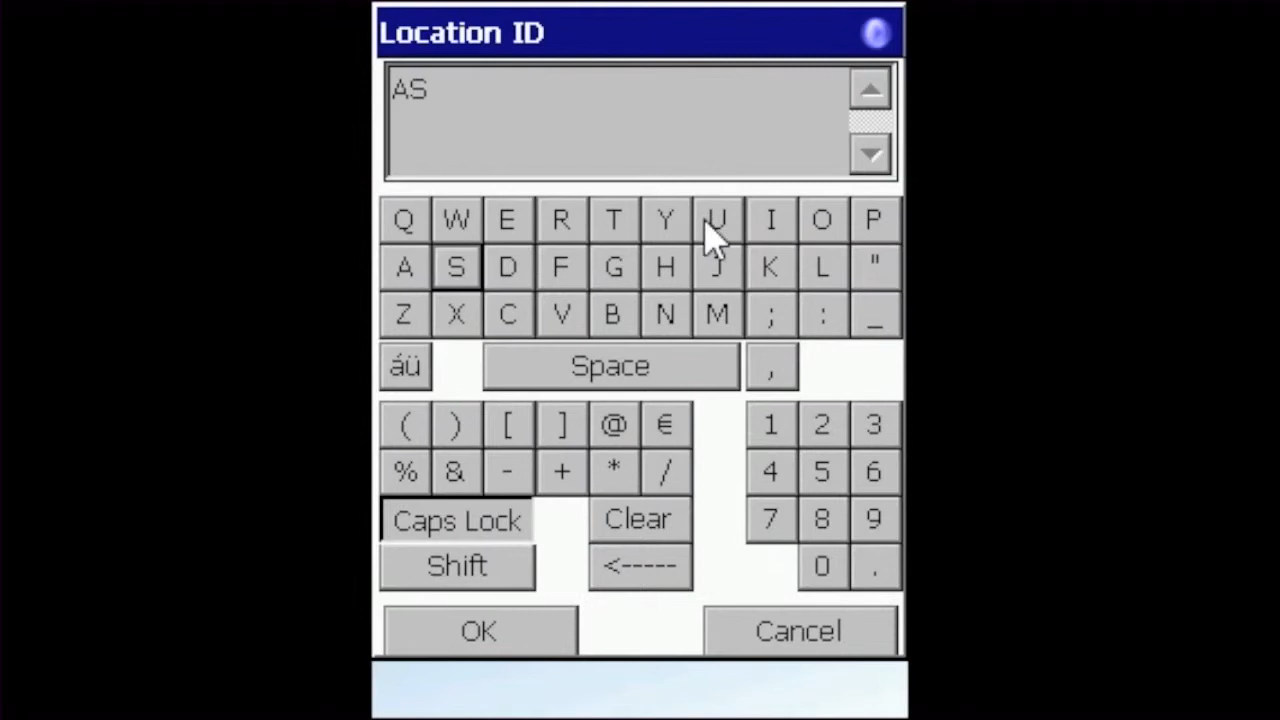 Location ID
AS
Q W E R T Y U I O P
A S D F G H J K L "
Z X C V B N M ; : _
áü Space ,
( ) [ ] @ € 1 2 3
% & - + * / 4 5 6
Caps Lock Clear 7 8 9
Shift <----- 0 .
OK Cancel